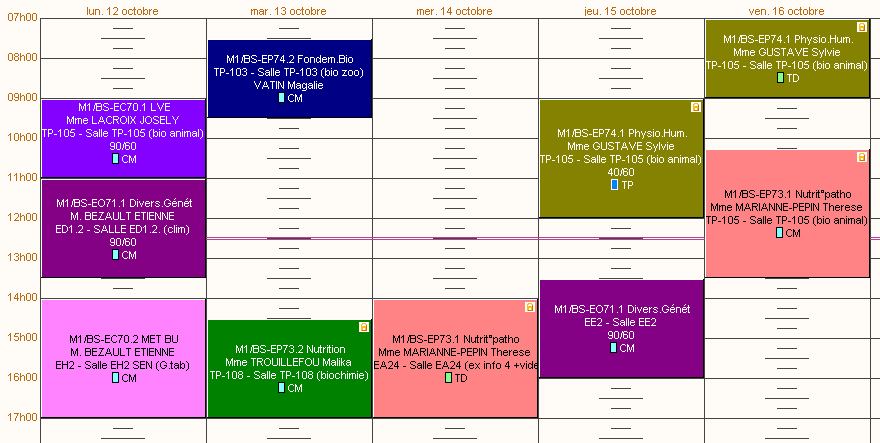 lun. 12 octobre
mar. 13 octobre
mer. 14 octobre
jeu. 15 octobre
ven. 16 octobre
07h00
08h00
09h00
10h00
11h00
12h00
13h00
14h00
15h00
16h00
17h00
M1/BS-EC70.1 LVE
Mme LACROIX JOSELY
TP-105 - Salle TP-105 (bio animal)
90/60
CM
M1/BS-EO71.1 Divers.Génét
M. BEZAULT ETIENNE
ED1.2 - SALLE ED1.2. (clim)
90/60
CM
M1/BS-EC70.2 MET BU
M. BEZAULT ETIENNE
EH2 - Salle EH2 SEN (G.tab)
CM
M1/BS-EP74.2 Fondem.Bio
TP-103 - Salle TP-103 (bio zoo)
VATIN Magalie
CM
M1/BS-EP73.2 Nutrition
Mme TROUILLEFOU Malika
TP-108 - Salle TP-108 (biochimie)
CM
M1/BS-EP73.1 Nutrit°patho
Mme MARIANNE-PEPIN Therese
EA24 - Salle EA24 (ex info 4 +vide
TD
M1/BS-EP74.1 Physio.Hum.
Mme GUSTAVE Sylvie
TP-105 - Salle TP-105 (bio animal)
40/60
TP
M1/BS-EO71.1 Divers.Génét
EE2 - Salle EE2
90/60
CM
M1/BS-EP74.1 Physio.Hum.
Mme GUSTAVE Sylvie
TP-105 - Salle TP-105 (bio animal)
TD
M1/BS-EP73.1 Nutrit°patho
Mme MARIANNE-PEPIN Therese
TP-105 - Salle TP-105 (bio animal)
CM